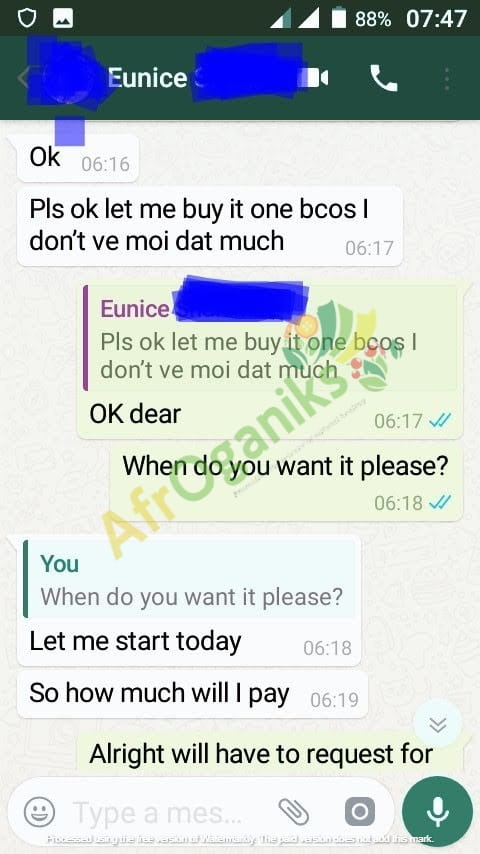 88% 07:47
Eunice
Ok 06:16
Pls ok let me buy it one bcos I
don't ve moi dat much 06:17
Eunice
Pls ok let me buy it one bcos I
don't ve moi dat much
OK dear 06:17
AfrOganiks
When do you want it please?
06:18
You
When do you want it please?
Let me start today 06:18
So how much will I pay 06:19
Alright will have to request for
Type a mes...
Processed using the free version of Watermarkly. The paid version does not add this mark.